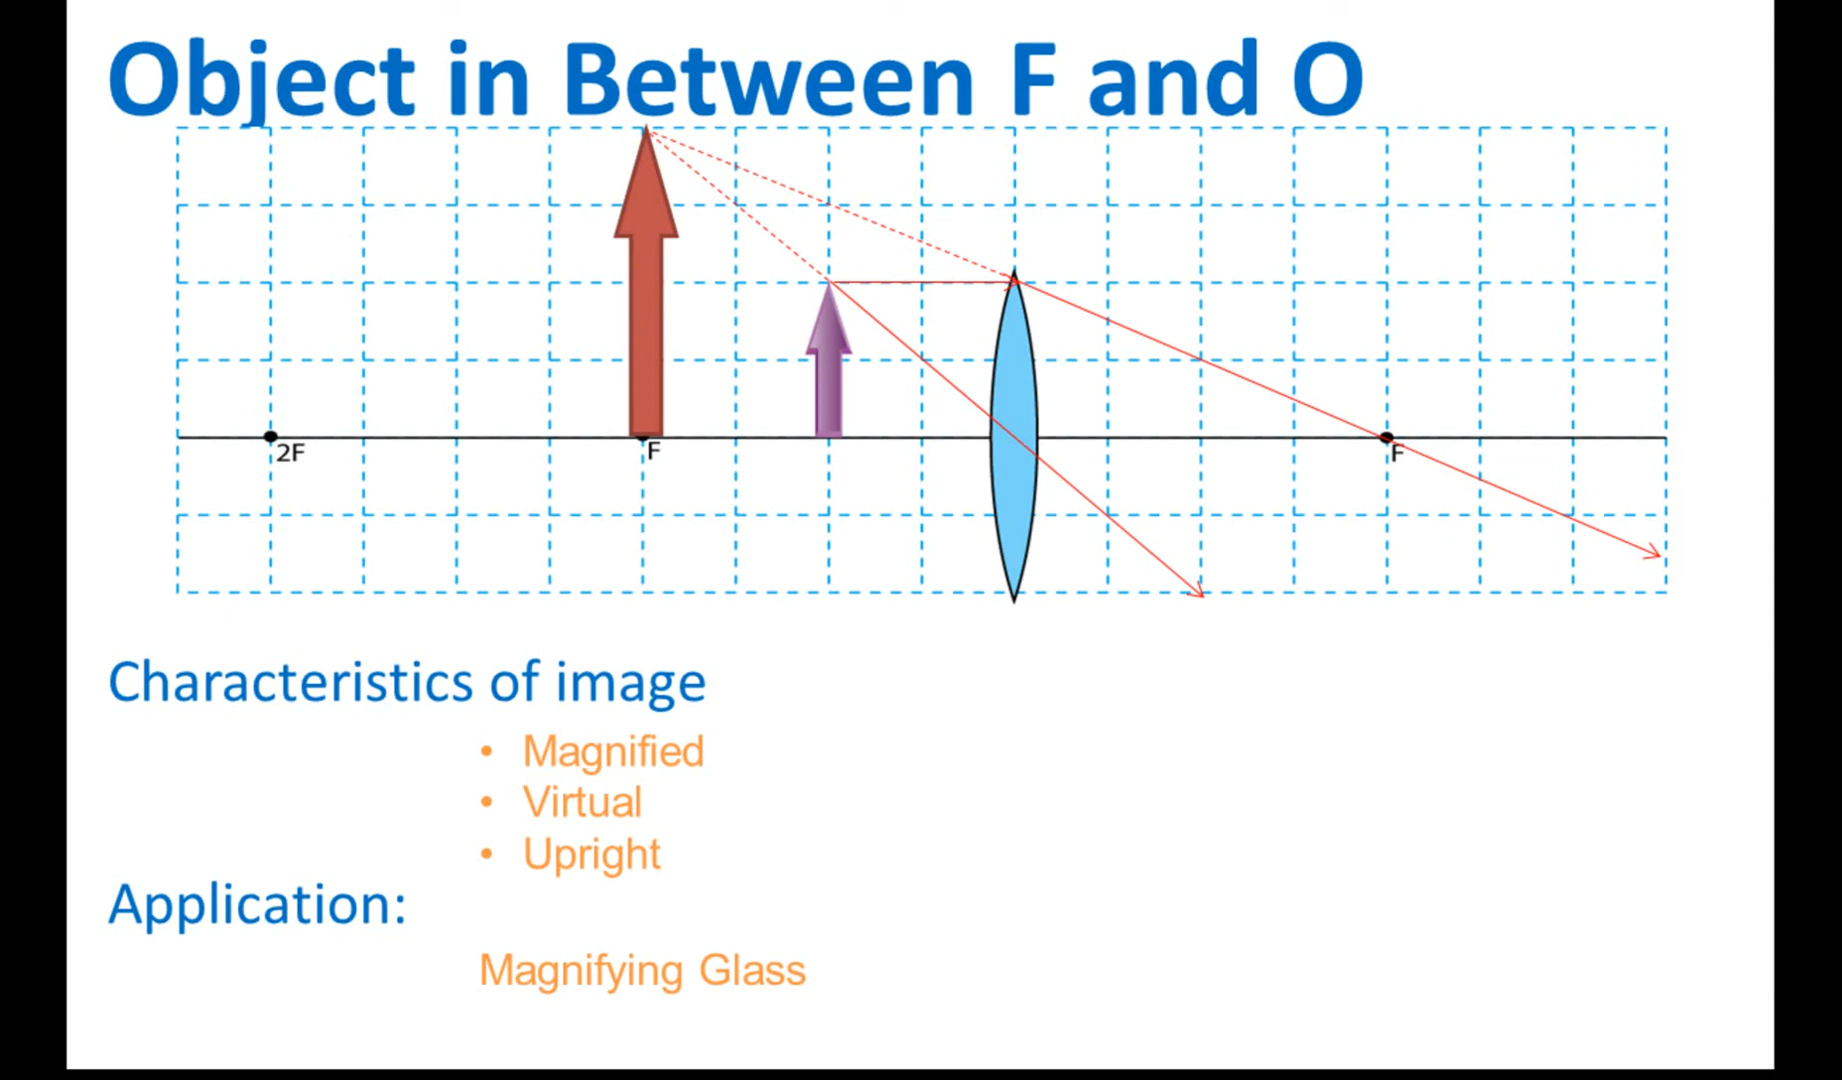 Object in Between F and O
2F
F
F
Characteristics of image
• Magnified
• Virtual
• Upright
Application:
Magnifying Glass